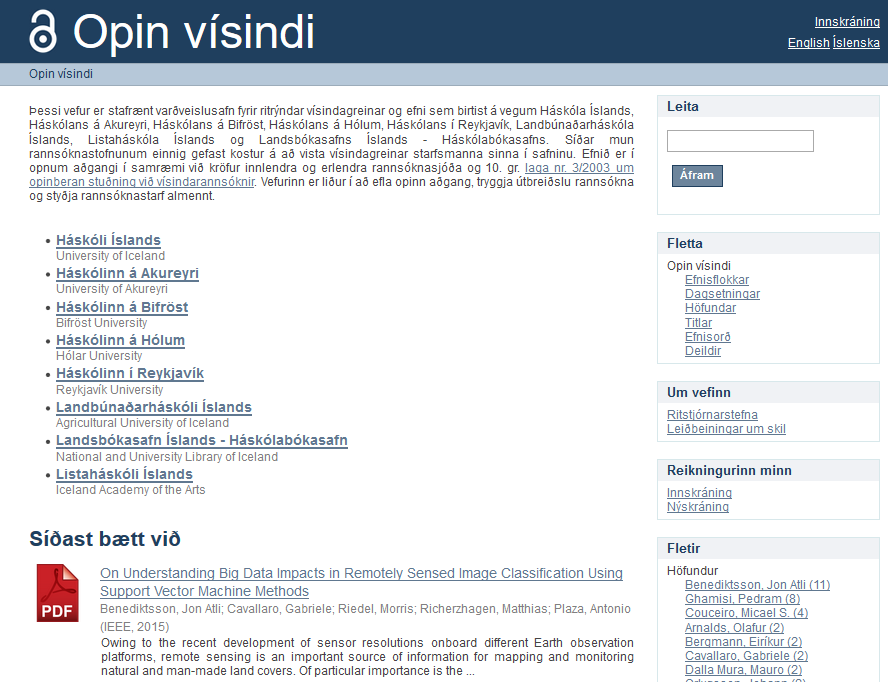 Opin vísindi
Innskráning
English Íslenska
Opin vísindi
Þessi vefur er stafrænt varðveislusafn fyrir ritrýndar vísindagreinar og efni sem birtist á vegum Háskóla Íslands,
Háskólans á Akureyri, Háskólans á Bifröst, Háskólans á Hólum, Háskólans í Reykjavík, Landbúnaðarháskóla
Íslands, Listaháskóla Íslands og Landsbókasafns Íslands - Háskólabókasafns. Síðar mun
rannsóknastofnunum einnig gefast kostur á að vista vísindagreinar starfsmanna sinna í safninu. Efnið er í
opnum aðgangi í samræmi við kröfur innlendra og erlendra rannsóknasjóða og 10. gr. laga nr. 3/2003 um
opinberan stuðning við vísindarannsóknir. Vefurinn er liður í að efla opinn aðgang, tryggja útbreiðslu rannsókna
og styðja rannsóknastarf almennt.
Háskóli Íslands
University of Iceland
Háskólinn á Akureyri
University of Akureyri
Háskólinn á Bifröst
Bifröst University
Háskólinn á Hólum
Hólar University
Háskólinn í Reykjavík
Reykjavík University
Landbúnaðarháskóli Íslands
Agricultural University of Iceland
Landsbókasafn Íslands - Háskólabókasafn
National and University Library of Iceland
Listaháskóli Íslands
Iceland Academy of the Arts
Síðast bætt við
PDF
On Understanding Big Data Impacts in Remotely Sensed Image Classification Using
Support Vector Machine Methods
Benediktsson, Jon Atli; Cavallaro, Gabriele; Riedel, Morris; Richerzhagen, Matthias; Plaza, Antonio
(IEEE, 2015)
Owing to the recent development of sensor resolutions onboard different Earth observation
platforms, remote sensing is an important source of information for mapping and monitoring
natural and man-made land covers. Of particular importance is the ...
Leita
Áfram
Fletta
Opin vísindi
Efnisflokkar
Dagsetningar
Höfundar
Titlar
Efnisorð
Deildir
Um vefinn
Ritstjórnarstefna
Leiðbeiningar um skil
Reikningurinn minn
Innskráning
Nýskráning
Fletir
Höfundur
Benediktsson, Jon Atli (11)
Ghamisi, Pedram (8)
Couceiro, Micael S. (4)
Arnalds, Olafur (2)
Bergmann, Eiríkur (2)
Cavallaro, Gabriele (2)
Dalla Mura, Mauro (2)